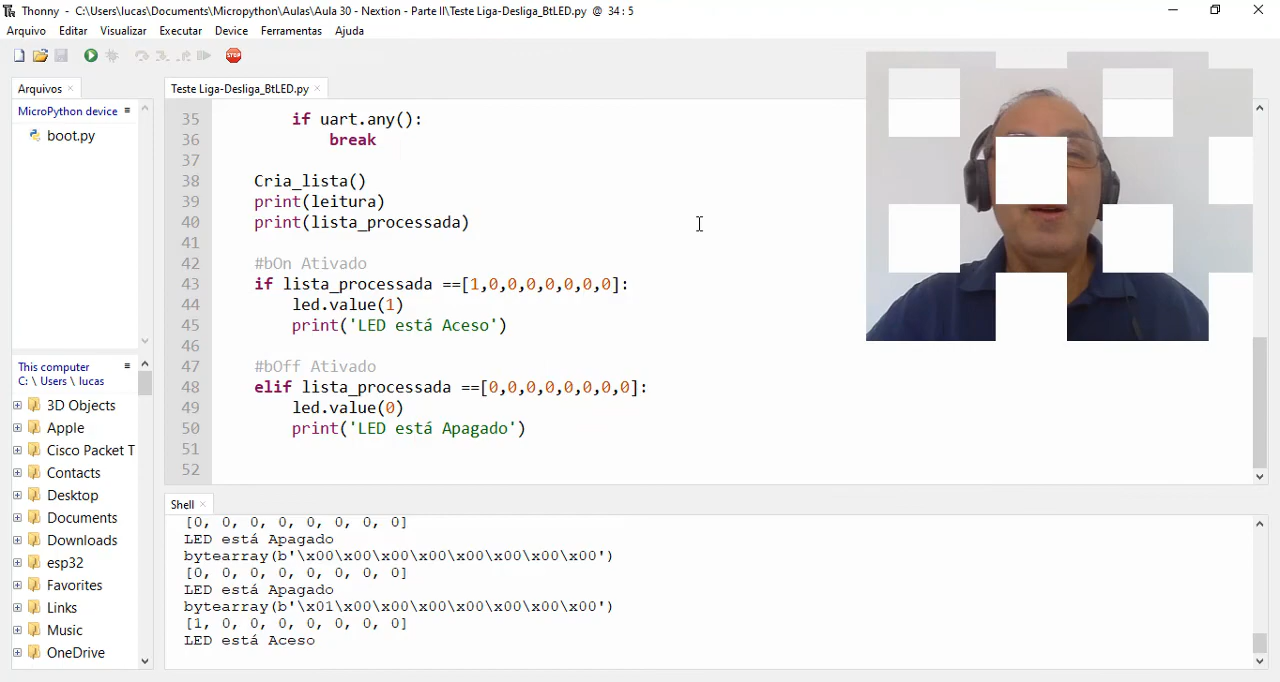 Thonny - C:\Users\lucas\Documents\Micropython\Aulas\Aula 30 - Nextion - Parte II\Teste Liga-Desliga_BtLED.py @ 34 : 5
Arquivo Editar Visualizar Executar Device Ferramentas Ajuda
STOP
Arquivos
MicroPython device
boot.py
This computer
C: \ Users \ lucas
3D Objects
Apple
Cisco Packet T
Contacts
Desktop
Documents
Downloads
esp32
Favorites
Links
Music
OneDrive
Teste Liga-Desliga_BtLED.py
35 if uart.any():
36 break
37
38 Cria_lista()
39 print(leitura)
40 print(lista_processada)
41
42 #bOn Ativado
43 if lista_processada ==[1,0,0,0,0,0,0,0]:
44 led.value(1)
45 print('LED está Aceso')
46
47 #bOff Ativado
48 elif lista_processada ==[0,0,0,0,0,0,0,0]:
49 led.value(0)
50 print('LED está Apagado')
51
52
Shell
[0, 0, 0, 0, 0, 0, 0, 0]
LED está Apagado
bytearray(b'\x00\x00\x00\x00\x00\x00\x00\x00')
[0, 0, 0, 0, 0, 0, 0, 0]
LED está Apagado
bytearray(b'\x01\x00\x00\x00\x00\x00\x00\x00')
[1, 0, 0, 0, 0, 0, 0, 0]
LED está Aceso